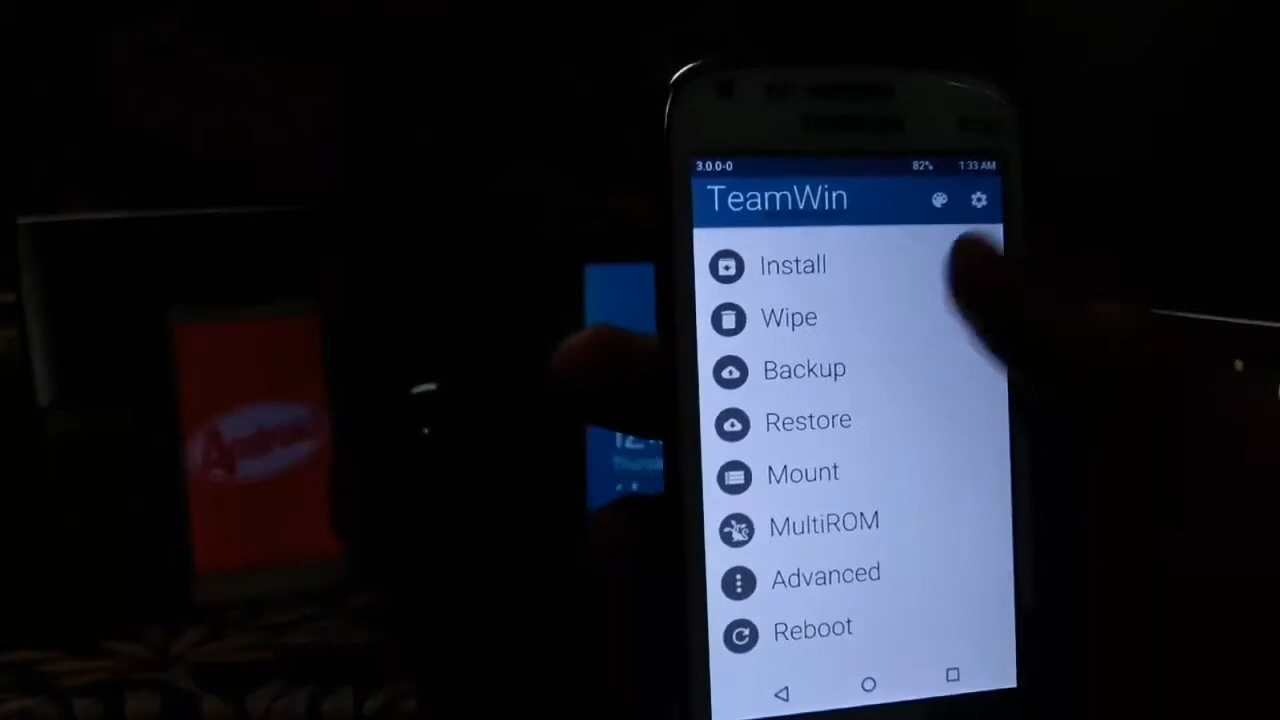 3.0.0-0 82% 1:33 AM
TeamWin
Install
Wipe
Backup
Restore
Mount
MultiROM
Advanced
Reboot